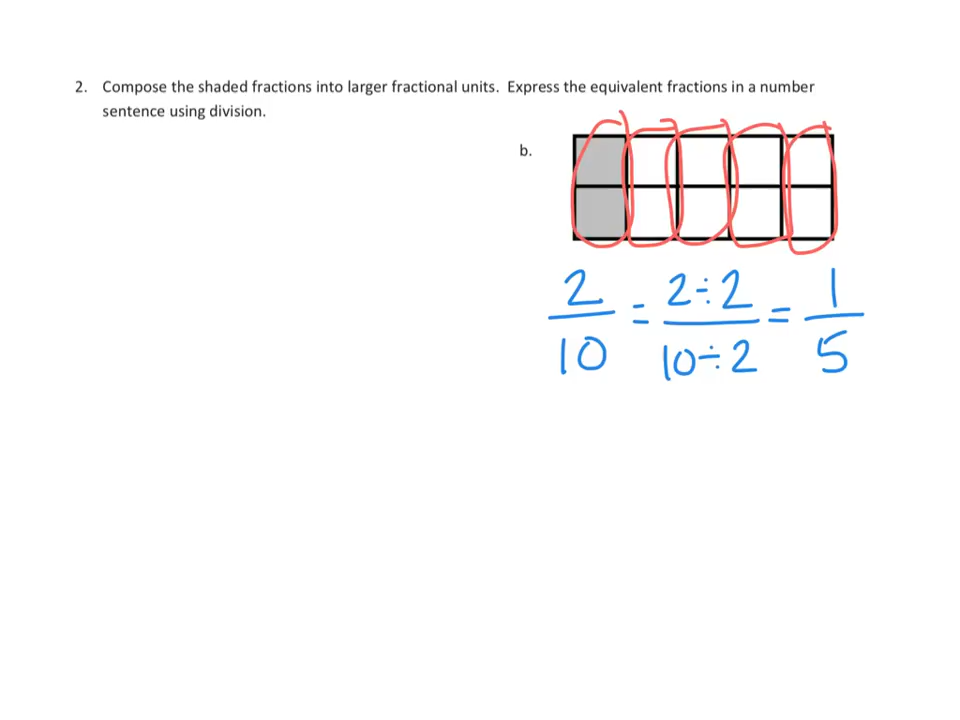 2. Compose the shaded fractions into larger fractional units. Express the equivalent fractions in a number
sentence using division.
b.
2/10 = 2÷2/10÷2 = 1/5